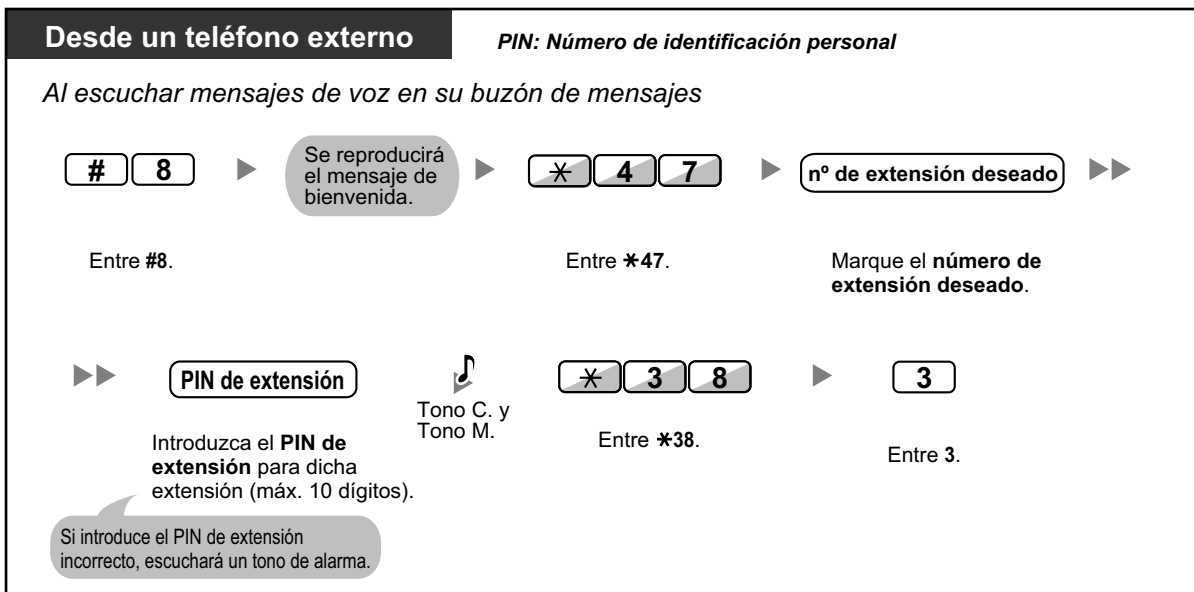 Desde un teléfono externo
PIN: Número de identificación personal
Al escuchar mensajes de voz en su buzón de mensajes
# 8
Se reproducirá
el mensaje de
bienvenida.
* 4 7
nº de extensión deseado
Entre #8.
Entre *47.
Marque el número de
extensión deseado.
PIN de extensión
Tono C. y
Tono M.
* 3 8
3
Introduzca el PIN de
extensión para dicha
extensión (máx. 10 dígitos).
Entre *38.
Entre 3.
Si introduce el PIN de extensión
incorrecto, escuchará un tono de alarma.